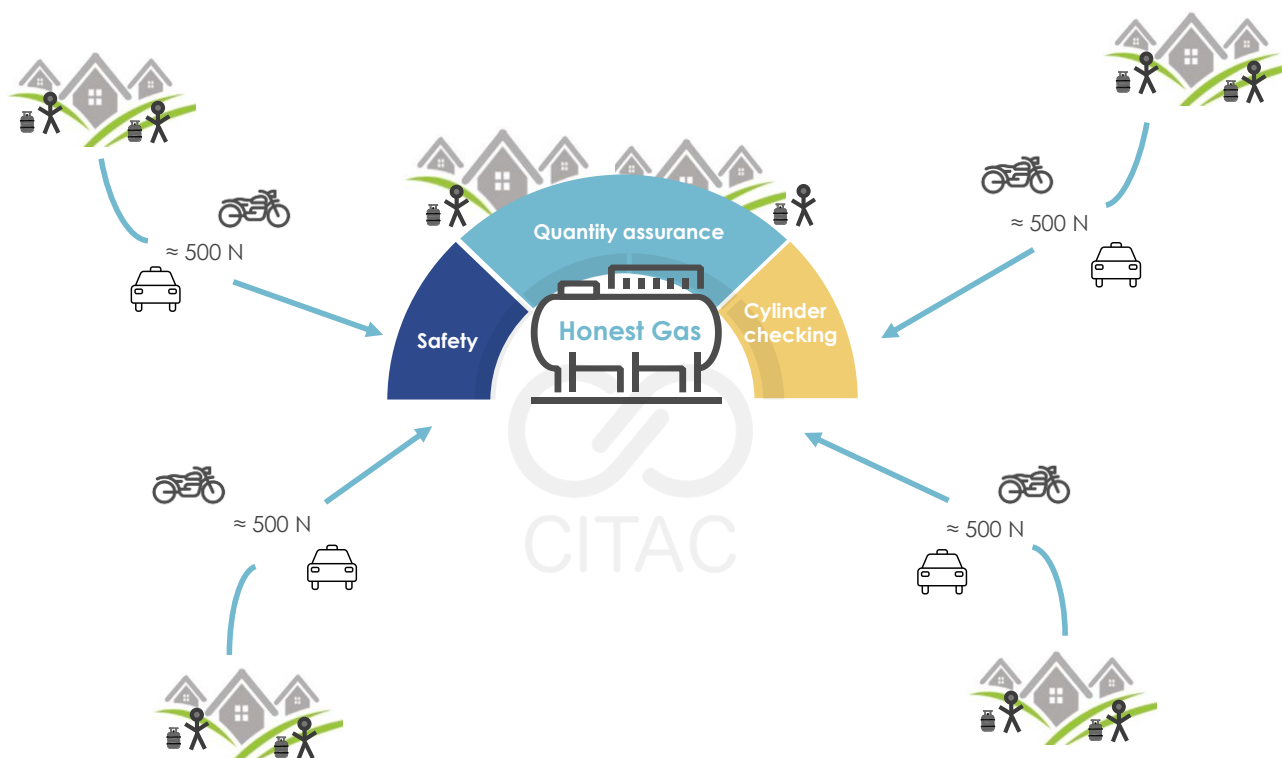 ≈ 500 N
≈ 500 N
Quantity assurance
Safety
Honest Gas
Cylinder
checking
≈ 500 N
≈ 500 N
CITAC